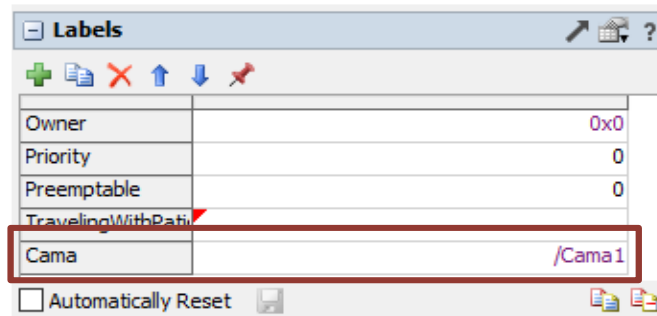 Labels ?
Owner 0x0
Priority 0
Preemptable 0
TravelingWithPati
Cama /Cama1
Automatically Reset